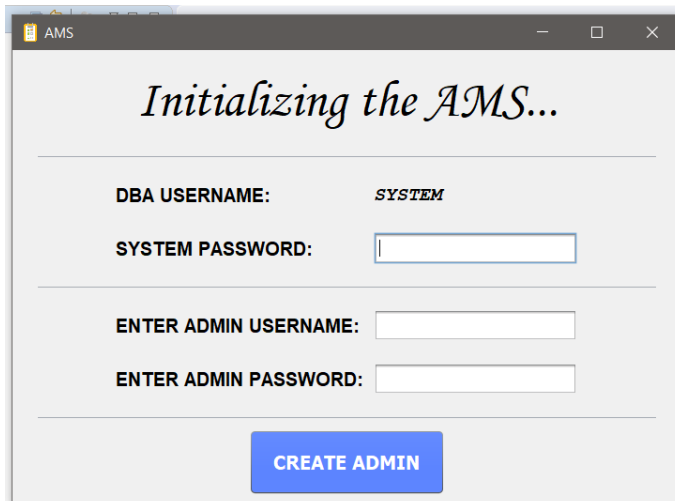 AMS
Initializing the AMS...
DBA USERNAME: SYSTEM
SYSTEM PASSWORD:
ENTER ADMIN USERNAME:
ENTER ADMIN PASSWORD:
CREATE ADMIN